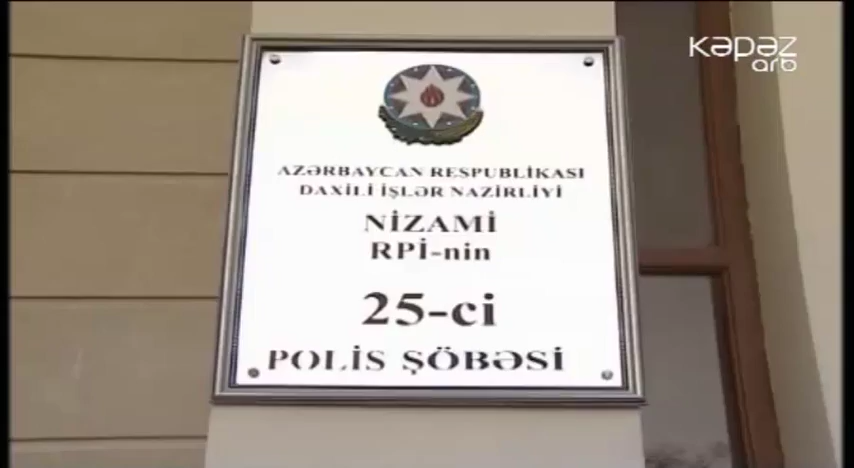 kəpəz
arb
AZƏRBAYCAN RESPUBLİKASI
DAXİLİ İŞLƏR NAZİRLİYİ
NİZAMİ
RPİ-nin
25-ci
POLİS ŞÖBƏSİ